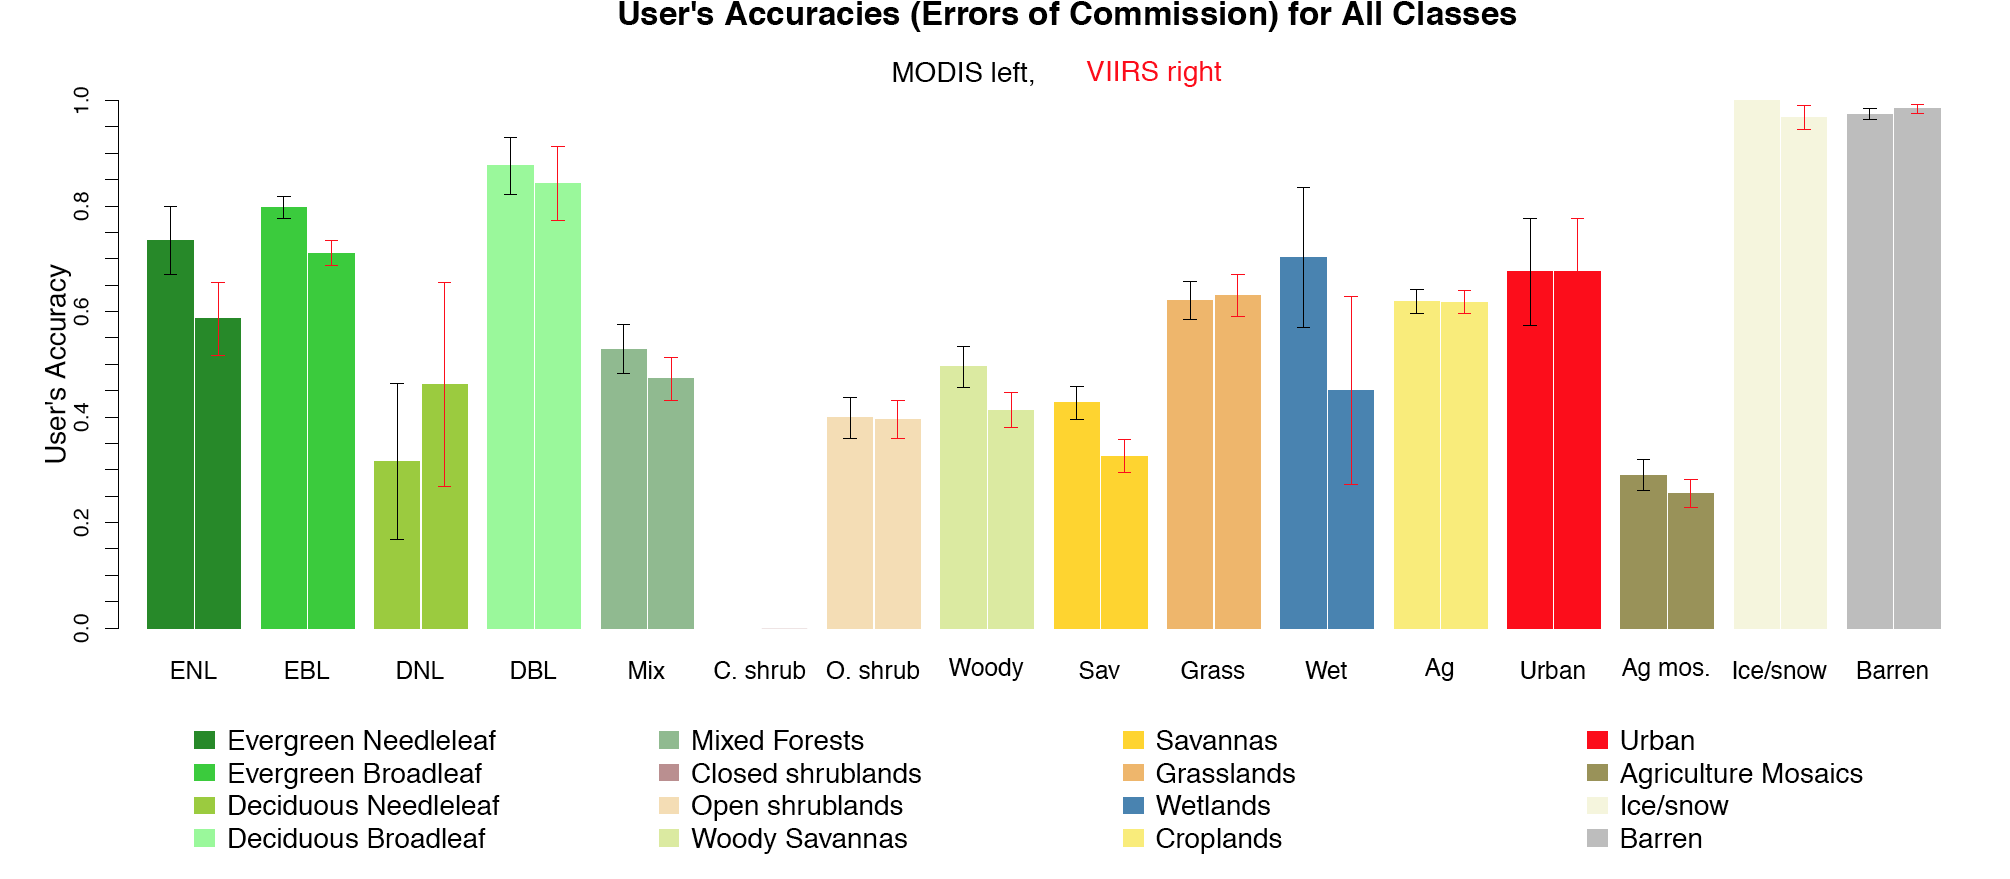 User's Accuracies (Errors of Commission) for All Classes
MODIS left, VIIRS right
User's Accuracy
1.0
0.8
0.6
0.4
0.2
0.0
ENL EBL DNL DBL Mix C. shrub O. shrub Woody Sav Grass Wet Ag Urban Ag mos. Ice/snow Barren
Evergreen Needleleaf Mixed Forests Savannas Urban
Evergreen Broadleaf Closed shrublands Grasslands Agriculture Mosaics
Deciduous Needleleaf Open shrublands Wetlands Ice/snow
Deciduous Broadleaf Woody Savannas Croplands Barren